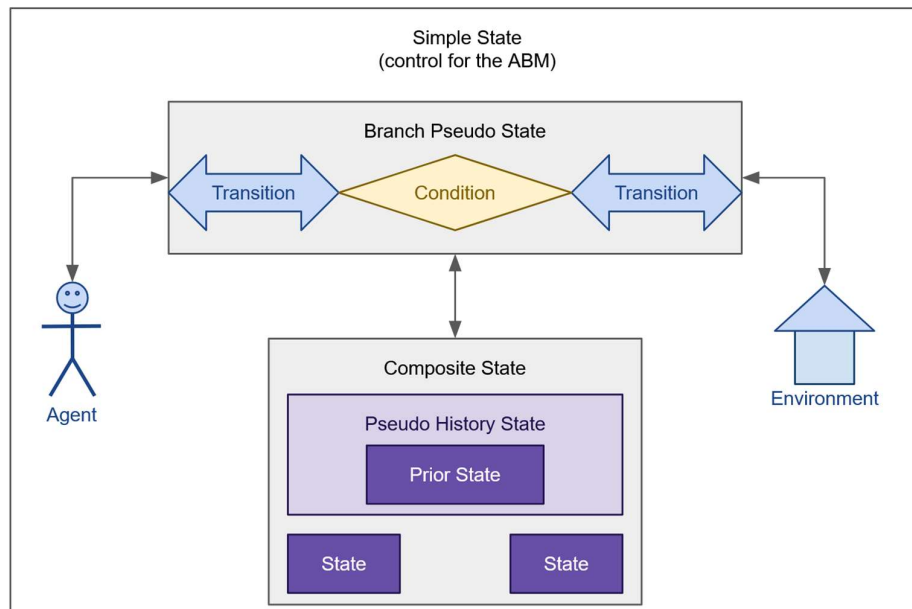 Simple State
(control for the ABM)
Branch Pseudo State
Transition
Condition
Transition
Agent
Environment
Composite State
Pseudo History State
Prior State
State
State